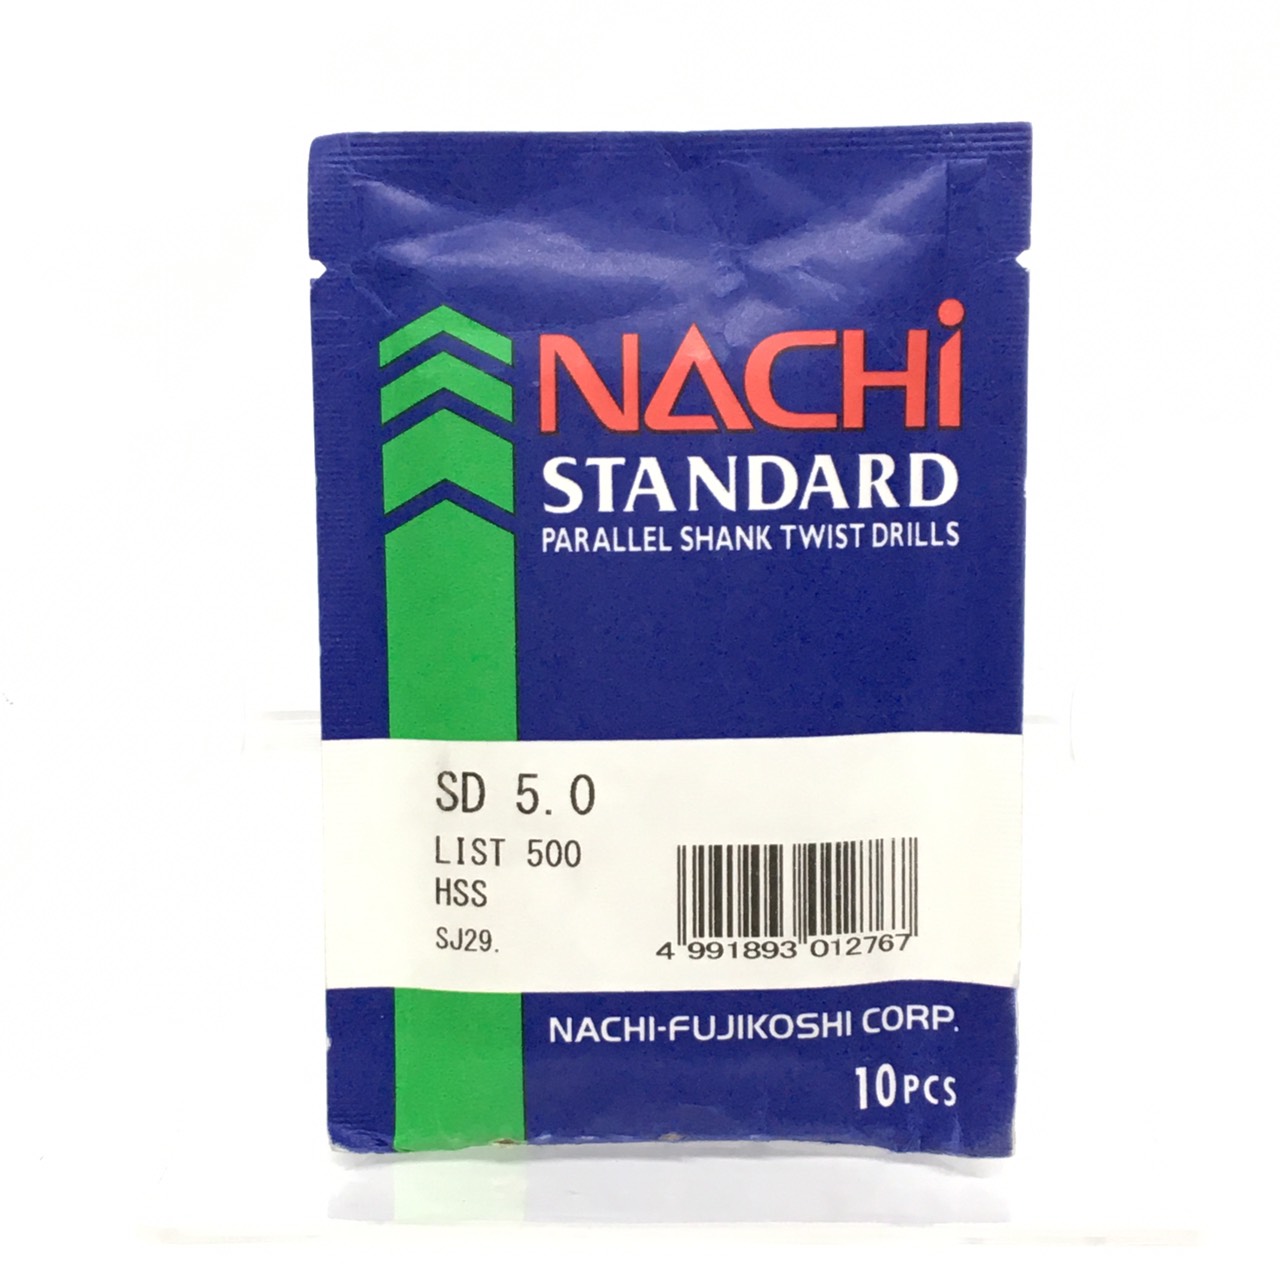 NACHi
STANDARD
PARALLEL SHANK TWIST DRILLS
SD 5.0
LIST 500
HSS
SJ29.
4 991893 012767
NACHI-FUJIKOSHI CORP.
10PCS